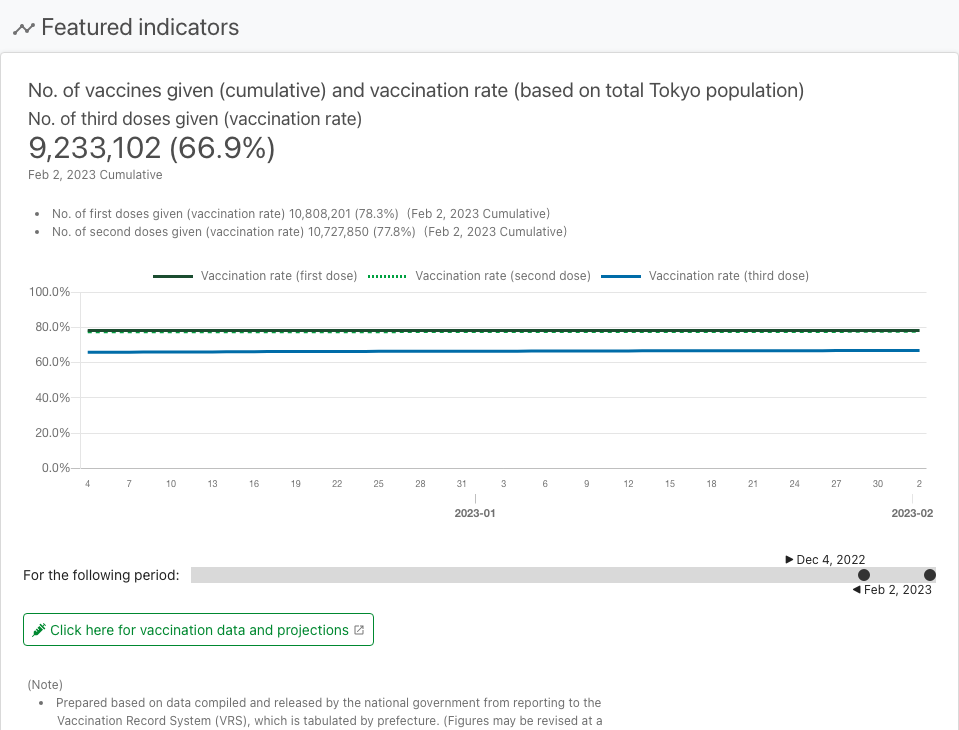 Featured indicators
No. of vaccines given (cumulative) and vaccination rate (based on total Tokyo population)
No. of third doses given (vaccination rate)
9,233,102 (66.9%)
Feb 2, 2023 Cumulative
• No. of first doses given (vaccination rate) 10,808,201 (78.3%)  (Feb 2, 2023 Cumulative)
• No. of second doses given (vaccination rate) 10,727,850 (77.8%)  (Feb 2, 2023 Cumulative)
Vaccination rate (first dose) Vaccination rate (second dose) Vaccination rate (third dose)
100.0%
80.0%
60.0%
40.0%
20.0%
0.0%
4 7 10 13 16 19 22 25 28 31 3 6 9 12 15 18 21 24 27 30 2
2023-01 2023-02
▶ Dec 4, 2022
For the following period:
◀ Feb 2, 2023
Click here for vaccination data and projections
(Note)
• Prepared based on data compiled and released by the national government from reporting to the
Vaccination Record System (VRS), which is tabulated by prefecture. (Figures may be revised at a